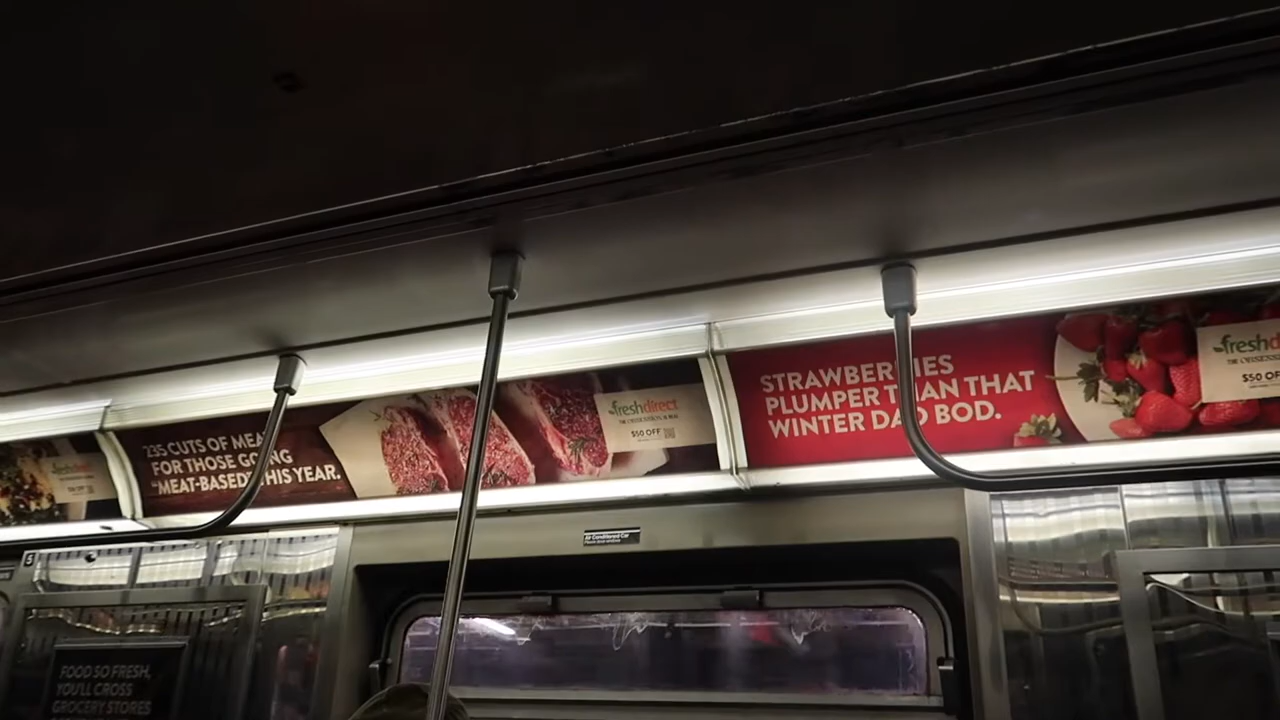 235 CUTS OF MEAT
FOR THOSE GOING
"MEAT-BASED" THIS YEAR.
freshdirect
$50 OFF
STRAWBERRIES
PLUMPER THAN THAT
WINTER DAD BOD.
freshd
$50 OF
Air Conditioned Car
FOOD SO FRESH,
YOU'LL CROSS
GROCERY STORES
5